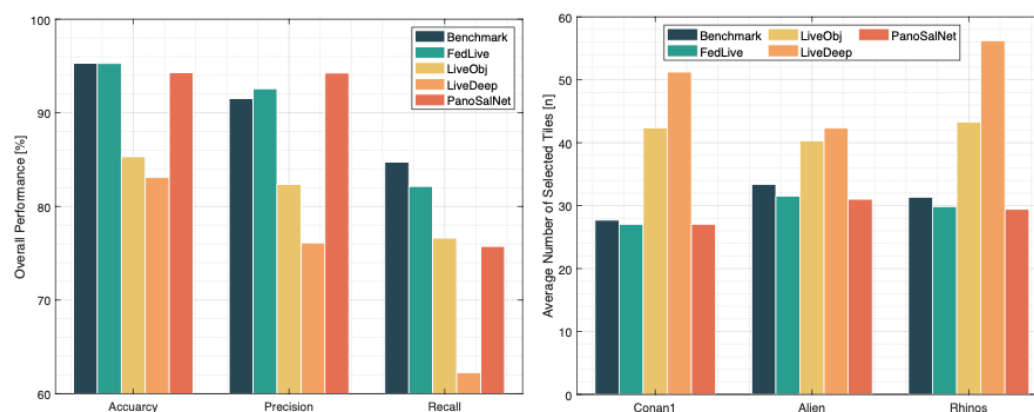 100
90
80
70
60
Overall Performance [%]
Benchmark
FedLive
LiveObj
LiveDeep
PanoSalNet
Accuarcy
Precision
Recall
60
50
40
30
20
10
0
Average Number of Selected Tiles [n]
Benchmark LiveObj PanoSalNet
FedLive LiveDeep
Conan1
Alien
Rhinos